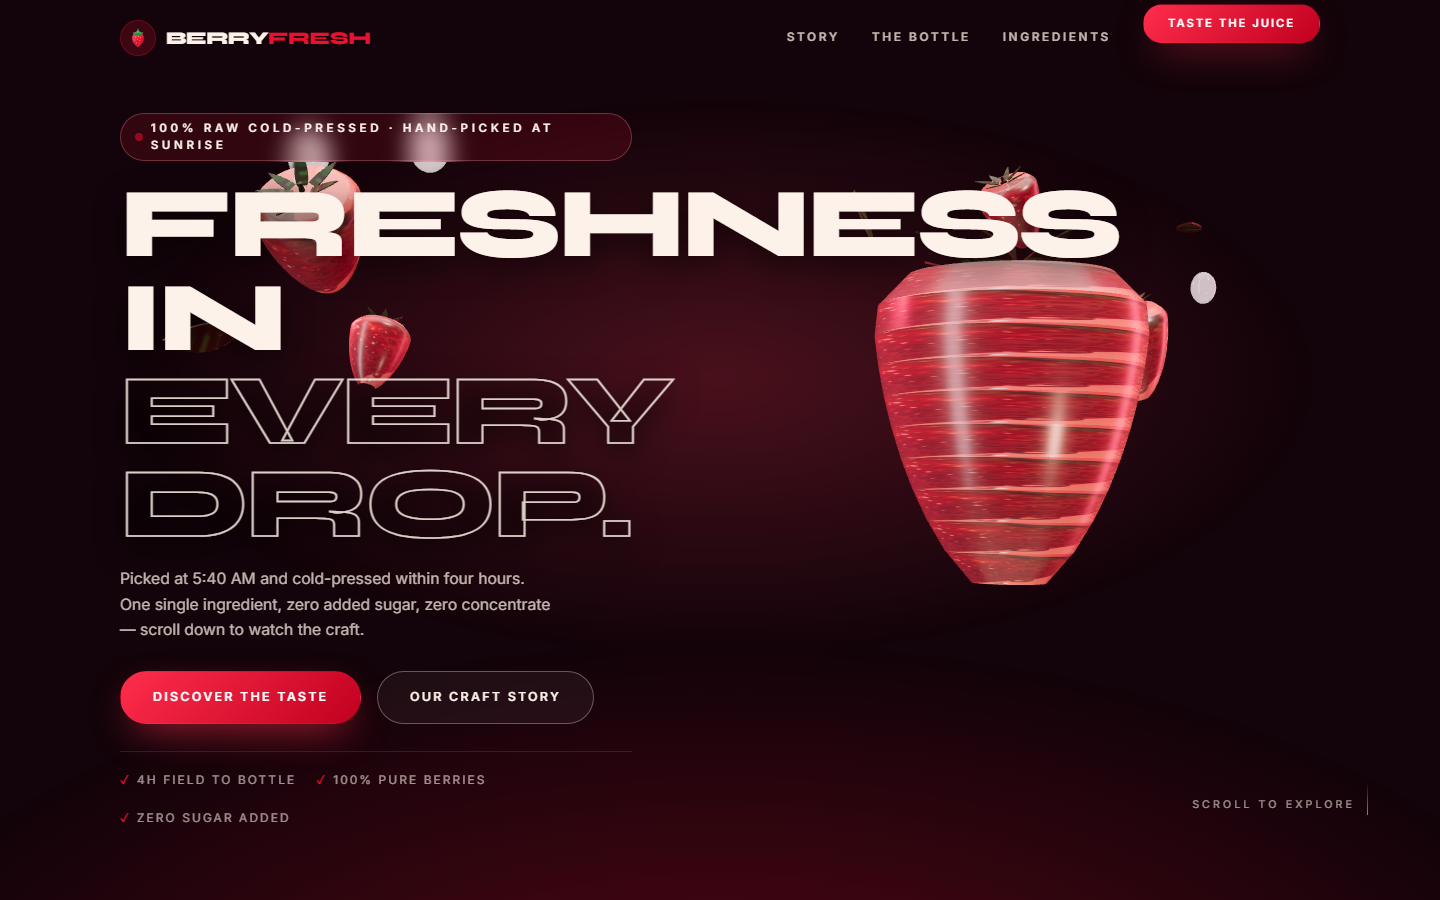 BERRYFRESH
STORY
THE BOTTLE
INGREDIENTS
TASTE THE JUICE
100% RAW COLD-PRESSED · HAND-PICKED AT
SUNRISE
FRESHNESS
IN
EVERY
DROP.
Picked at 5:40 AM and cold-pressed within four hours.
One single ingredient, zero added sugar, zero concentrate
— scroll down to watch the craft.
DISCOVER THE TASTE
OUR CRAFT STORY
✓ 4H FIELD TO BOTTLE
✓ 100% PURE BERRIES
✓ ZERO SUGAR ADDED
SCROLL TO EXPLORE